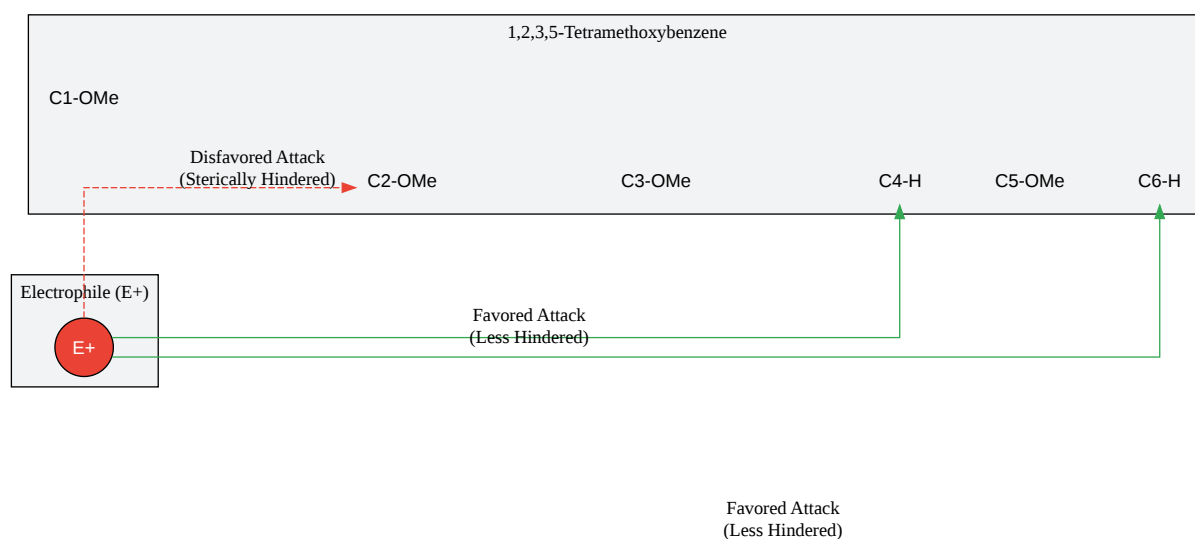 1,2,3,5-Tetramethoxybenzene
C1-OMe
Disfavored Attack
(Sterically Hindered)
C2-OMe
C3-OMe
C4-H
C5-OMe
C6-H
Electrophile (E+)
E+
Favored Attack
(Less Hindered)
Favored Attack
(Less Hindered)